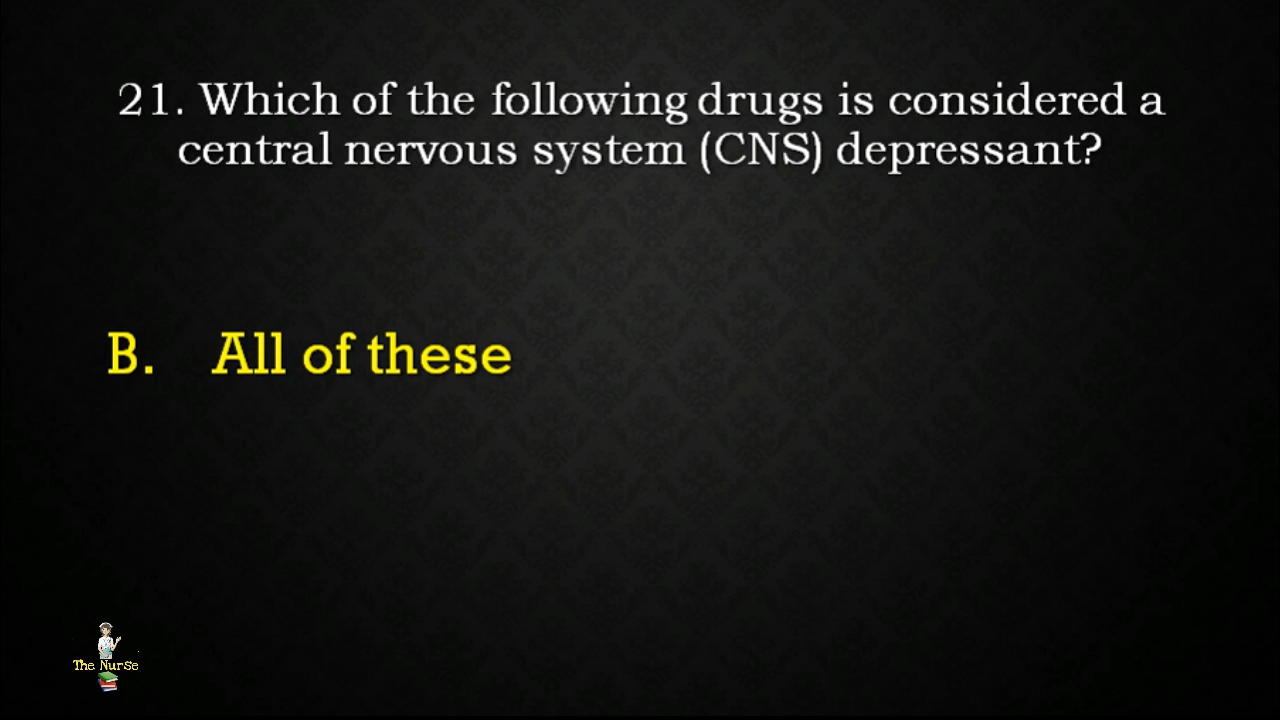 21. Which of the following drugs is considered a
central nervous system (CNS) depressant?
B. All of these
The Nurse